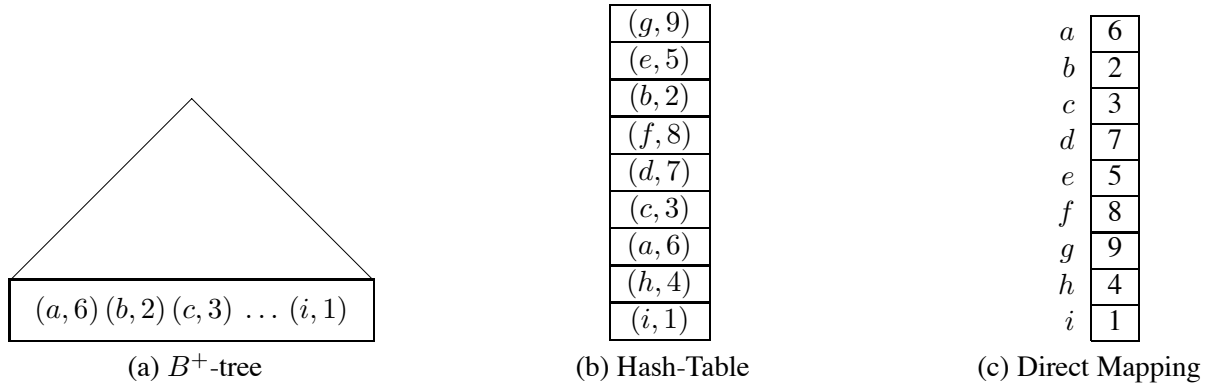 (a, 6) (b, 2) (c, 3) … (i, 1)
(a) B⁺-tree
(g, 9)
(e, 5)
(b, 2)
(f, 8)
(d, 7)
(c, 3)
(a, 6)
(h, 4)
(i, 1)
(b) Hash-Table
a 6
b 2
c 3
d 7
e 5
f 8
g 9
h 4
i 1
(c) Direct Mapping